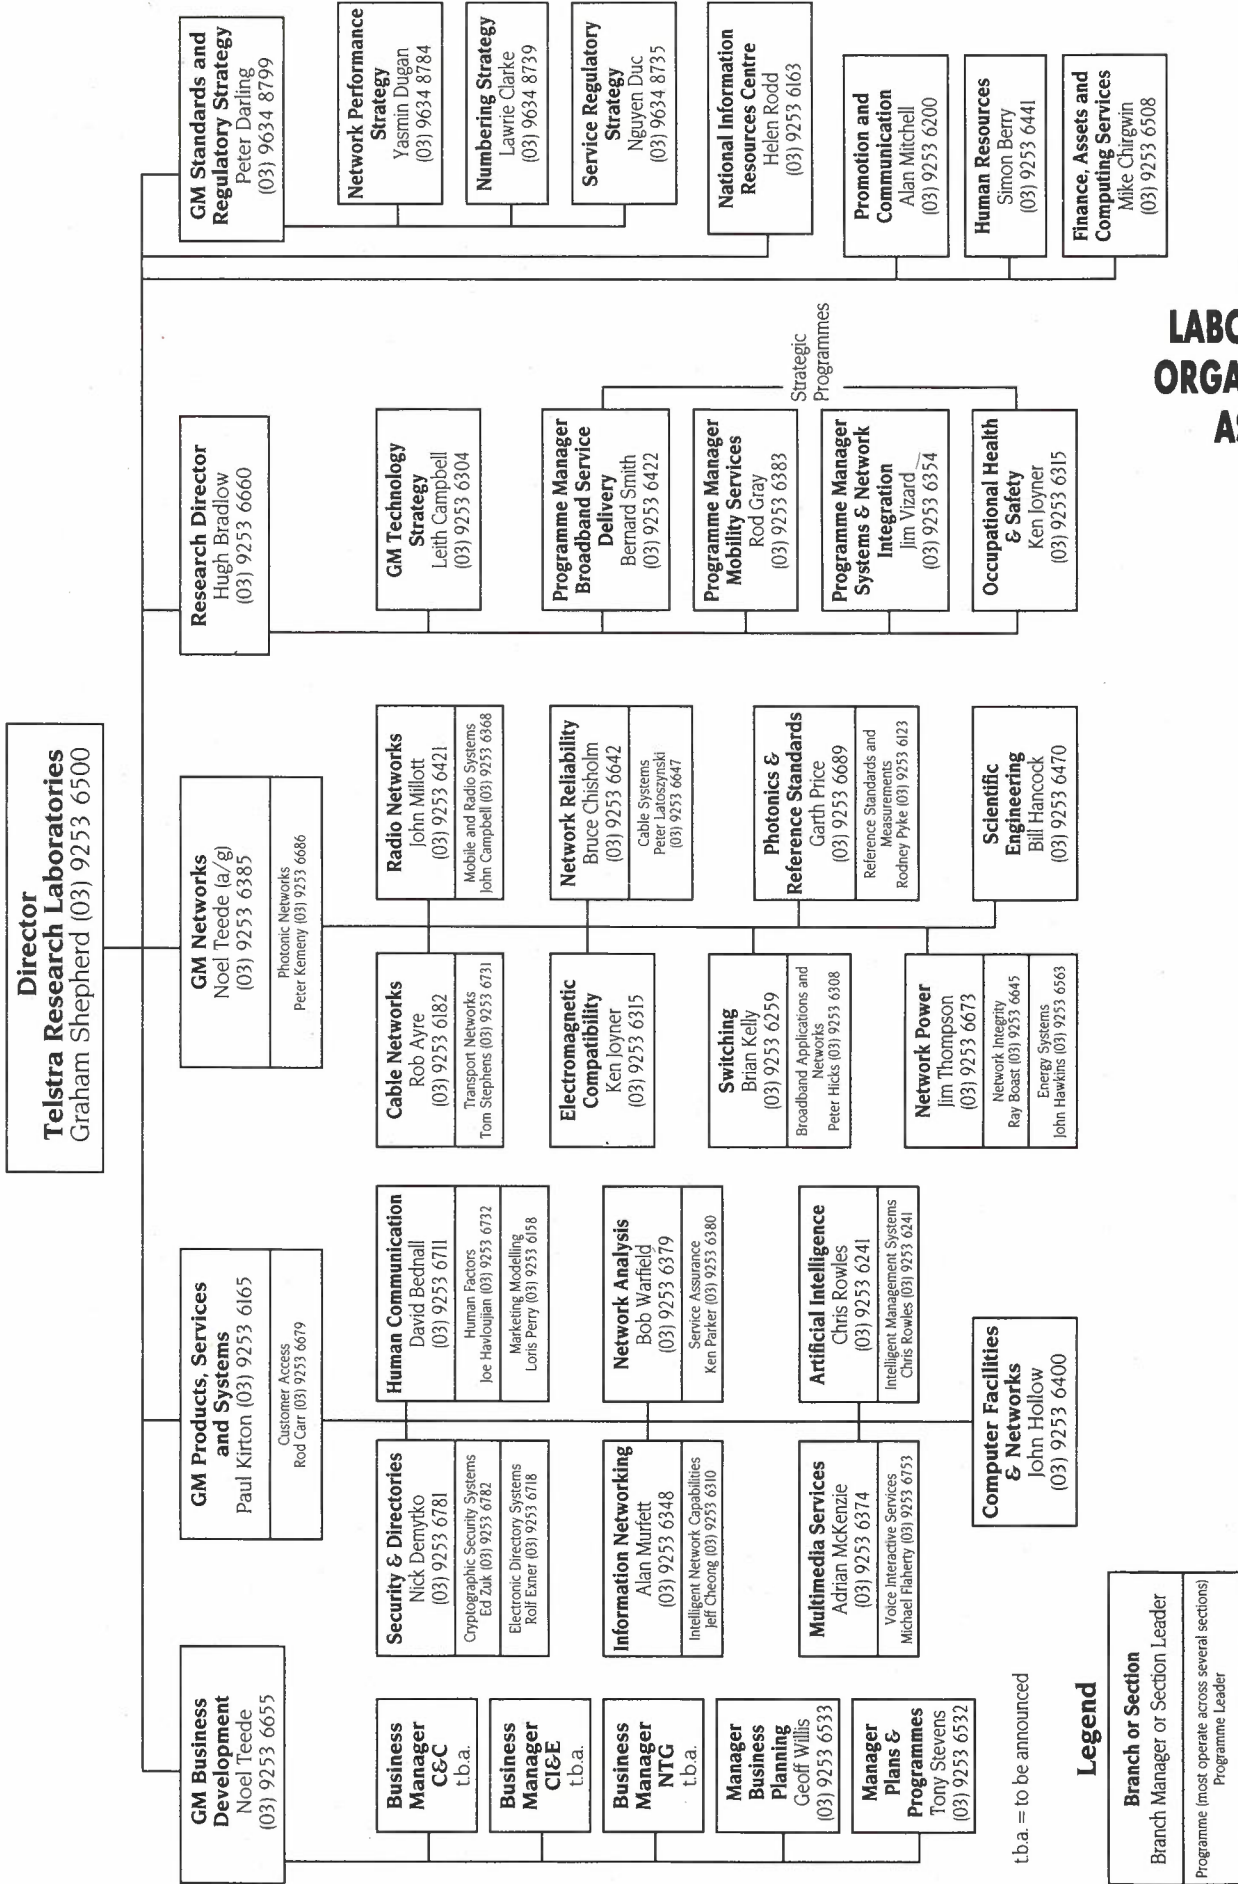 Director
Telstra Research Laboratories
Graham Shepherd (03) 9253 6500
GM Business
Development
Noel Teede
(03) 9253 6655
Business
Manager
C&C
t.b.a.
Business
Manager
CI&E
t.b.a.
Business
Manager
NTG
t.b.a.
Manager
Business
Planning
Geoff Willis
(03) 9253 6533
Manager
Plans &
Programmes
Tony Stevens
(03) 9253 6532
GM Products, Services
and Systems
Paul Kirton (03) 9253 6165
Customer Access
Rod Carr (03) 9253 6679
Security & Directories
Nick Demytko
(03) 9253 6781
Cryptographic Security Systems
Ed Zuk (03) 9253 6782
Electronic Directory Systems
Rolf Exner (03) 9253 6718
Human Communication
David Bednall
(03) 9253 6711
Human Factors
Joe Havloujian (03) 9253 6732
Marketing Modelling
Loris Perry (03) 9253 6158
Information Networking
Alan Murfett
(03) 9253 6348
Intelligent Network Capabilities
Jeff Cheong (03) 9253 6310
Network Analysis
Bob Warfield
(03) 9253 6379
Service Assurance
Ken Parker (03) 9253 6380
Multimedia Services
Adrian McKenzie
(03) 9253 6374
Voice Interactive Services
Michael Flaherty (03) 9253 6753
Artificial Intelligence
Chris Rowles
(03) 9253 6241
Intelligent Management Systems
Chris Rowles (03) 9253 6241
Computer Facilities
& Networks
John Hollow
(03) 9253 6400
GM Networks
Noel Teede (a/g)
(03) 9253 6385
Photonic Networks
Peter Kemeny (03) 9253 6686
Cable Networks
Rob Ayre
(03) 9253 6182
Transport Networks
Tom Stephens (03) 9253 6731
Radio Networks
John Millott
(03) 9253 6421
Mobile and Radio Systems
John Campbell (03) 9253 6368
Electromagnetic
Compatibility
Ken Joyner
(03) 9253 6315
Network Reliability
Bruce Chisholm
(03) 9253 6642
Cable Systems
Peter Latoszynski
(03) 9253 6647
Switching
Brian Kelly
(03) 9253 6259
Broadband Applications and
Networks
Peter Hicks (03) 9253 6308
Photonics &
Reference Standards
Garth Price
(03) 9253 6689
Reference Standards and
Measurements
Rodney Pyke (03) 9253 6123
Network Power
Jim Thompson
(03) 9253 6673
Network Integrity
Ray Boast (03) 9253 6645
Energy Systems
John Hawkins (03) 9253 6563
Scientific
Engineering
Bill Hancock
(03) 9253 6470
Research Director
Hugh Bradlow
(03) 9253 6660
GM Technology
Strategy
Leith Campbell
(03) 9253 6304
Programme Manager
Broadband Service
Delivery
Bernard Smith
(03) 9253 6422
Programme Manager
Mobility Services
Rod Gray
(03) 9253 6383
Programme Manager
Systems & Network
Integration
Jim Vizard
(03) 9253 6354
Occupational Health
& Safety
Ken Joyner
(03) 9253 6315
Strategic
Programmes
GM Standards and
Regulatory Strategy
Peter Darling
(03) 9634 8799
Network Performance
Strategy
Yasmin Dugan
(03) 9634 8784
Numbering Strategy
Lawrie Clarke
(03) 9634 8739
Service Regulatory
Strategy
Nguyen Duc
(03) 9634 8735
National Information
Resources Centre
Helen Rodd
(03) 9253 6163
Promotion and
Communication
Alan Mitchell
(03) 9253 6200
Human Resources
Simon Berry
(03) 9253 6441
Finance, Assets and
Computing Services
Mike Chirgwin
(03) 9253 6508
t.b.a. = to be announced
Legend
Branch or Section
Branch Manager or Section Leader
Programme (most operate across several sections)
Programme Leader
LABO
ORGA
AS